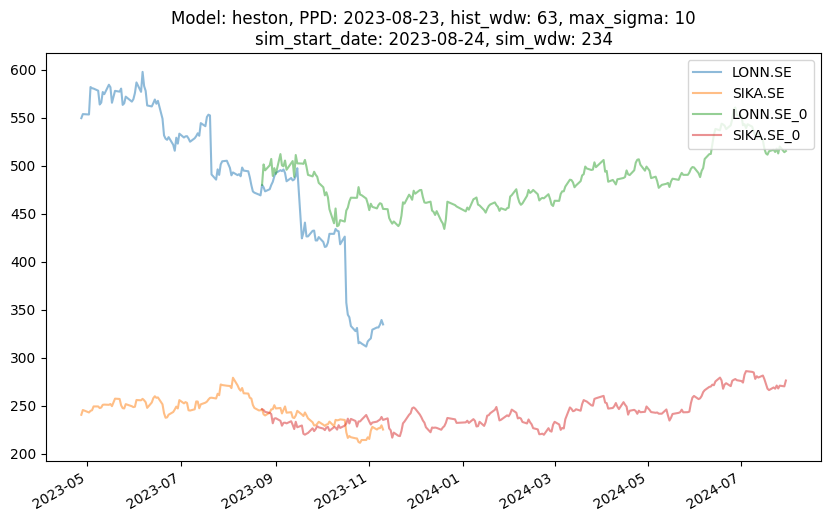 Model: heston, PPD: 2023-08-23, hist_wdw: 63, max_sigma: 10
sim_start_date: 2023-08-24, sim_wdw: 234
LONN.SE
SIKA.SE
LONN.SE_0
SIKA.SE_0
600
550
500
450
400
350
300
250
200
2023-05
2023-07
2023-09
2023-11
2024-01
2024-03
2024-05
2024-07